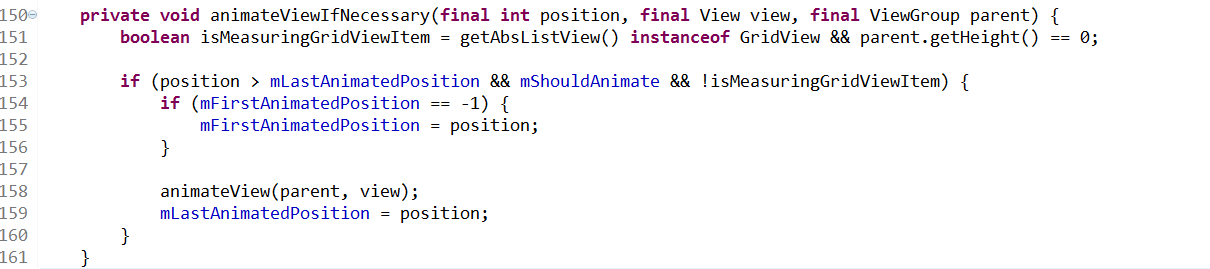 150 private void animateViewIfNecessary(final int position, final View view, final ViewGroup parent) {
151 boolean isMeasuringGridViewItem = getAbsListView() instanceof GridView && parent.getHeight() == 0;
152
153 if (position > mLastAnimatedPosition && mShouldAnimate && !isMeasuringGridViewItem) {
154 if (mFirstAnimatedPosition == -1) {
155 mFirstAnimatedPosition = position;
156 }
157
158 animateView(parent, view);
159 mLastAnimatedPosition = position;
160 }
161 }